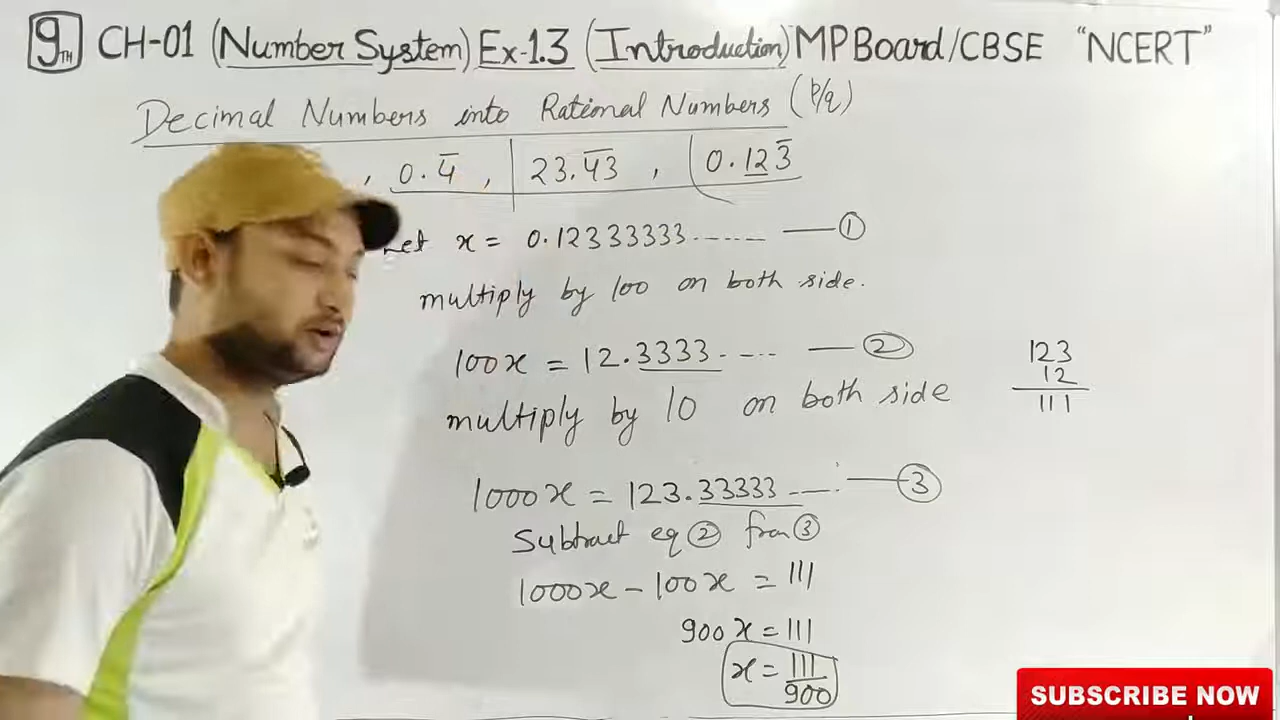 9TH CH-01 (Number System) Ex-1.3 (Introduction) MP Board/CBSE "NCERT"
Decimal Numbers into Rational Numbers (p/q)
, 0.4̅ , 23.4̅3̅ , 0.123̅
Let x = 0.12333333....... ——①
multiply by 100 on both side.
100x = 12.3333..... ——②
multiply by 10 on both side
123
12
111
1000x = 123.33333 ..... ——③
Subtract eq ② from ③
1000x - 100x = 111
900x = 111
x = 111/900
SUBSCRIBE NOW